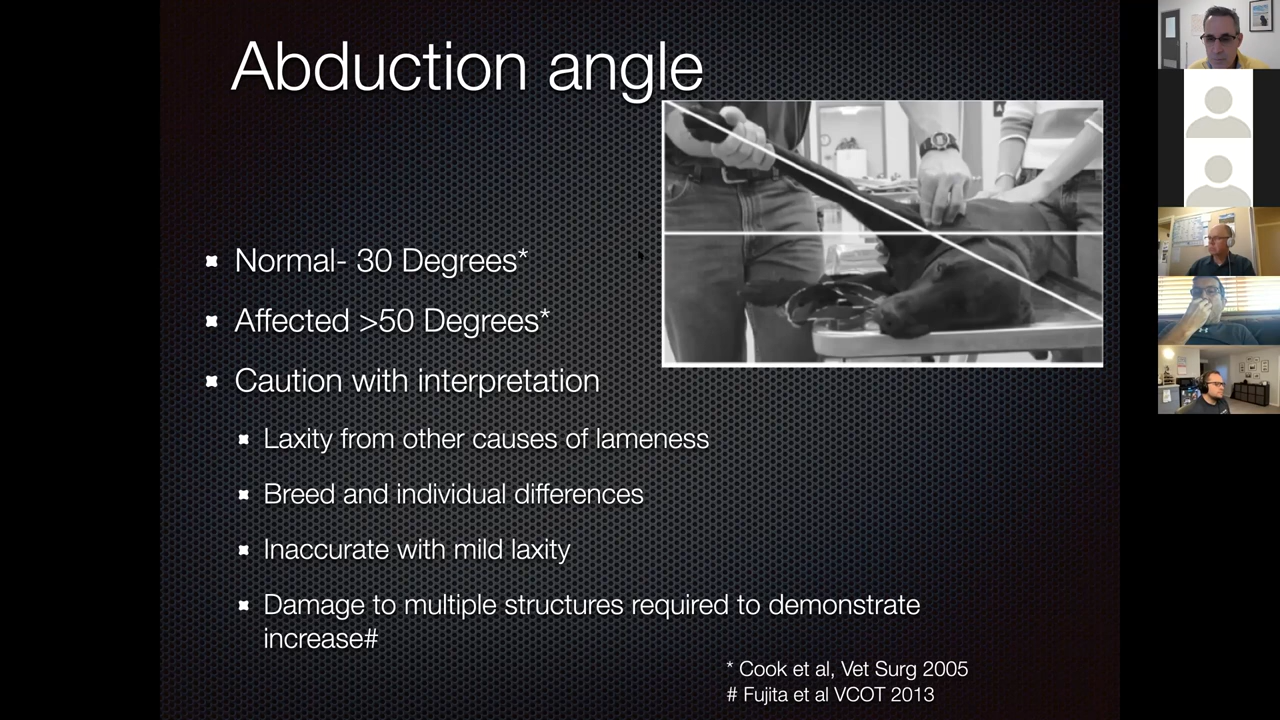 Abduction angle
Normal- 30 Degrees*
Affected >50 Degrees*
Caution with interpretation
Laxity from other causes of lameness
Breed and individual differences
Inaccurate with mild laxity
Damage to multiple structures required to demonstrate
increase#
* Cook et al, Vet Surg 2005
# Fujita et al VCOT 2013